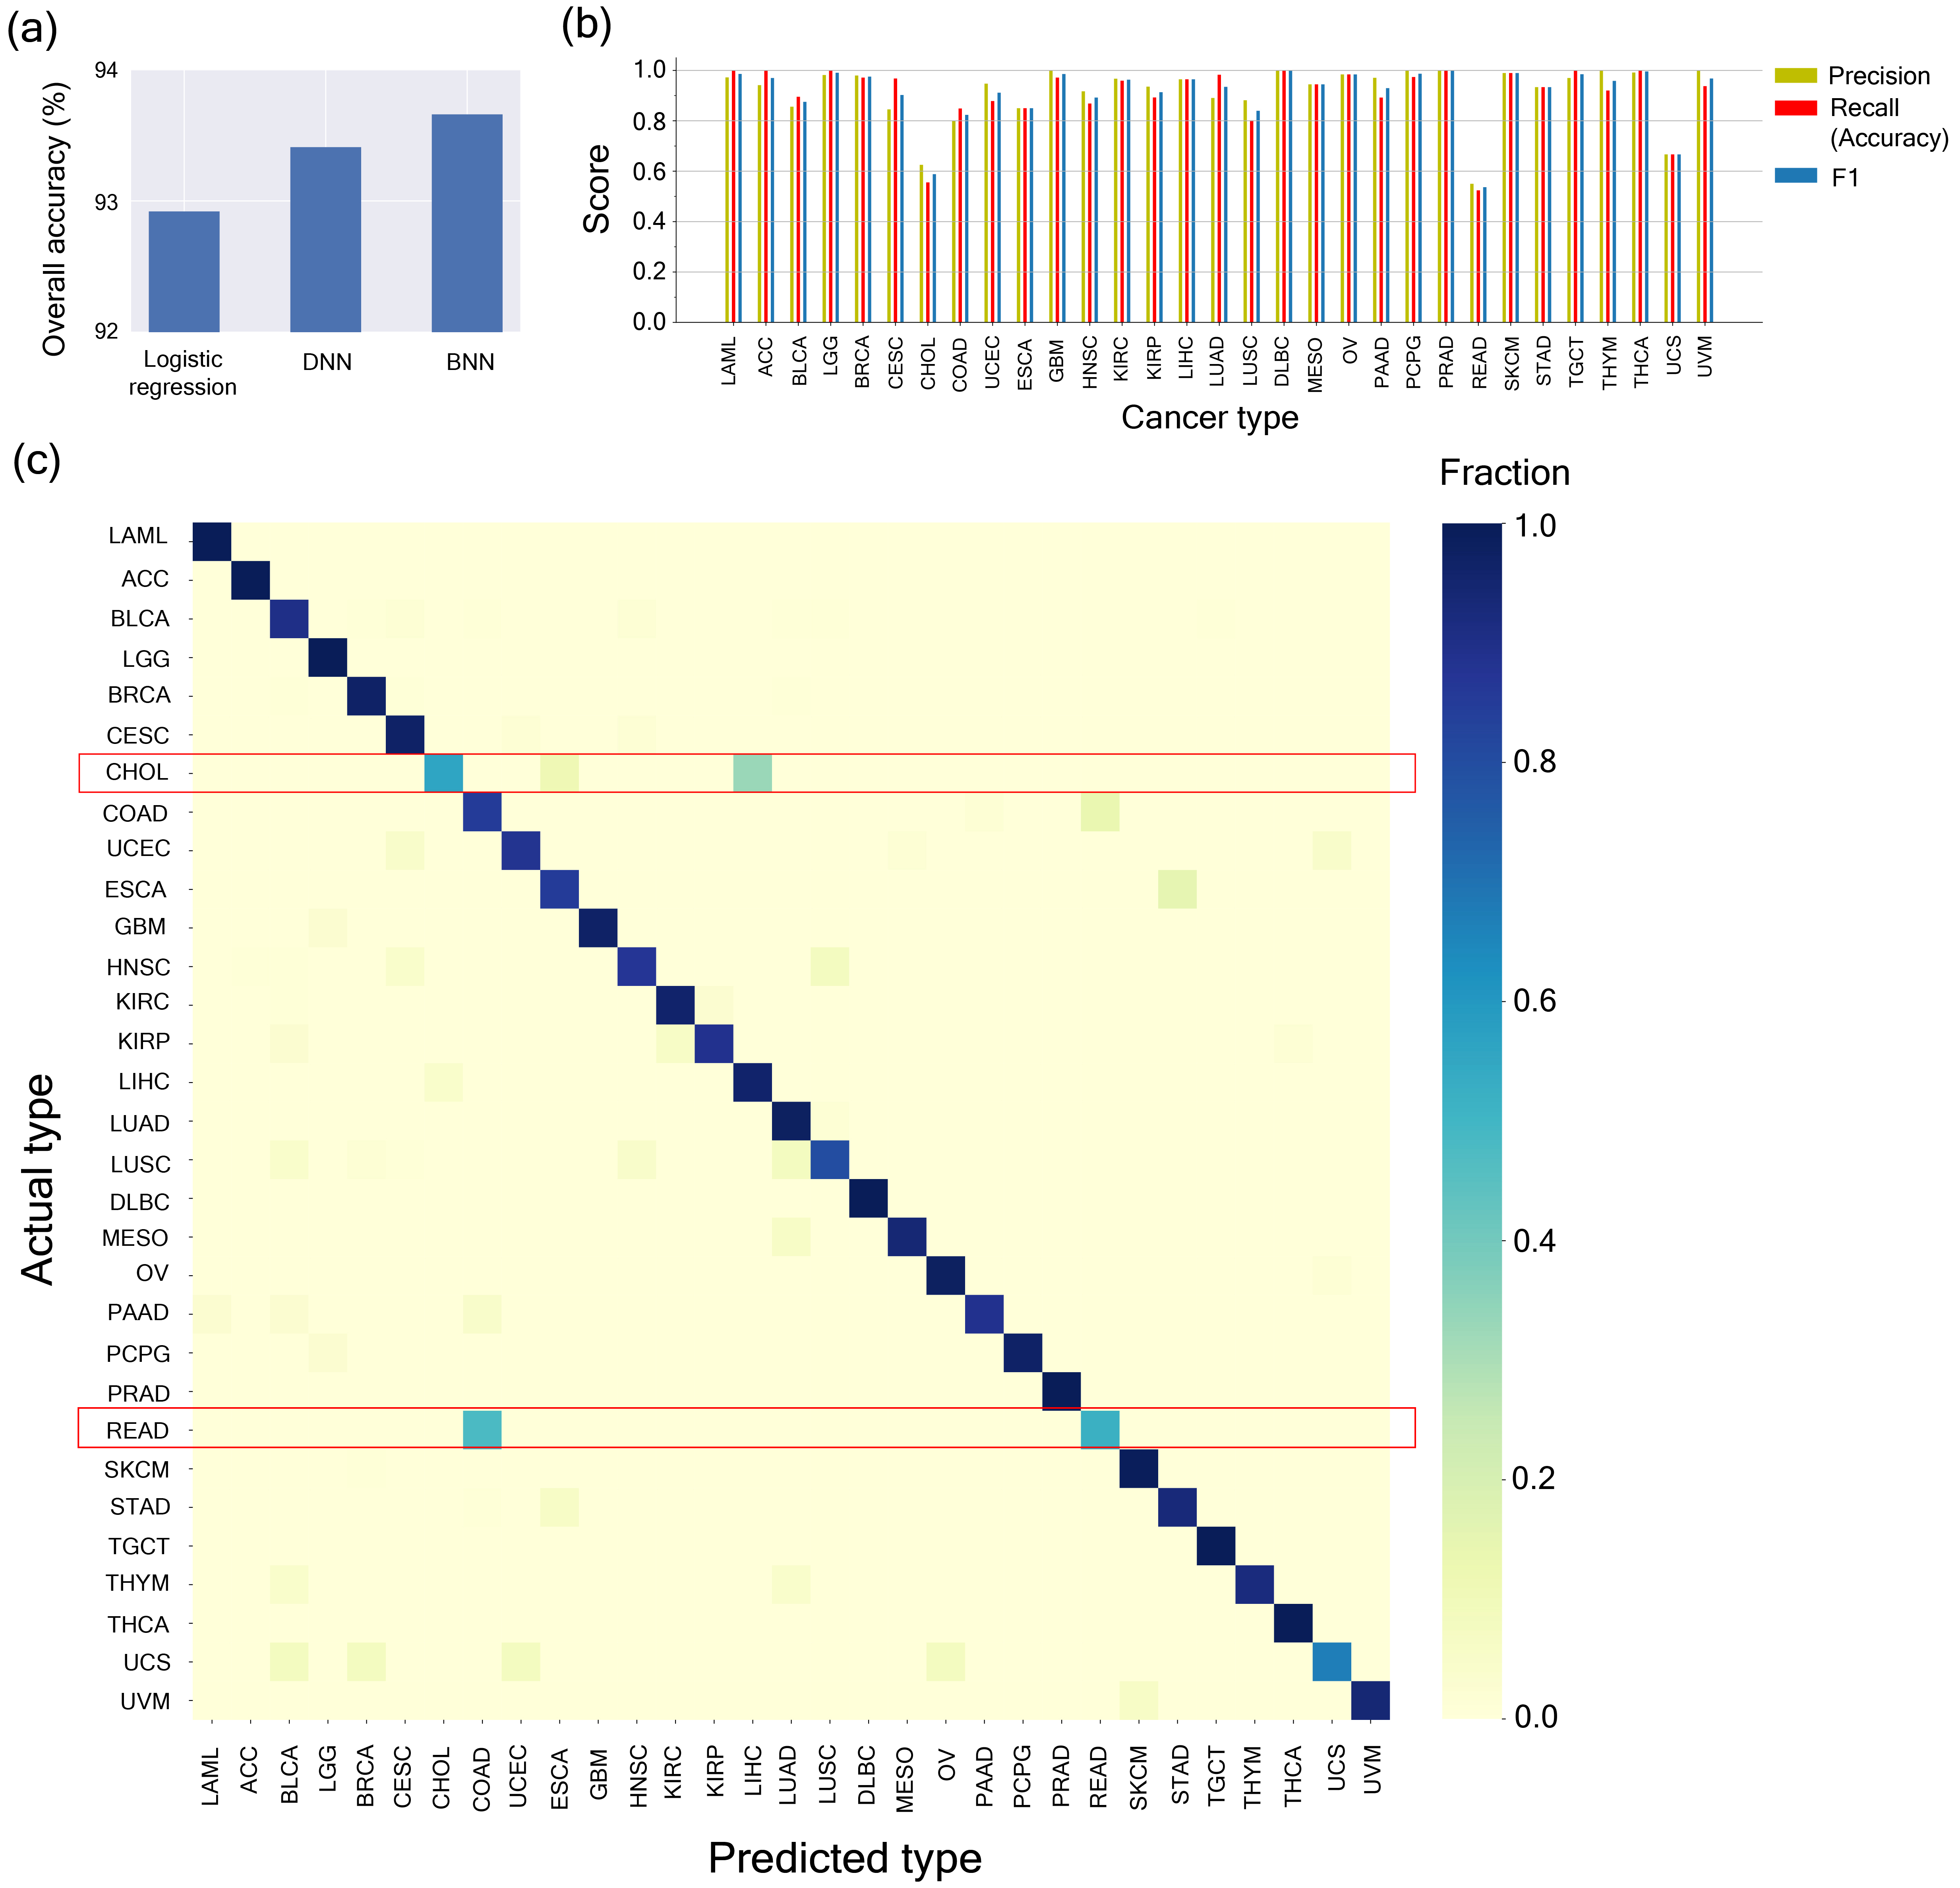 (a)
94
93
92
Overall accuracy (%)
Logistic
regression
DNN
BNN
(b)
1.0
0.8
0.6
0.4
0.2
0.0
Score
LAML
ACC
BLCA
LGG
BRCA
CESC
CHOL
COAD
UCEC
ESCA
GBM
HNSC
KIRC
KIRP
LIHC
LUAD
LUSC
DLBC
MESO
OV
PAAD
PCPG
PRAD
READ
SKCM
STAD
TGCT
THYM
THCA
UCS
UVM
Cancer type
Precision
Recall
(Accuracy)
F1
(c)
Actual type
LAML
ACC
BLCA
LGG
BRCA
CESC
CHOL
COAD
UCEC
ESCA
GBM
HNSC
KIRC
KIRP
LIHC
LUAD
LUSC
DLBC
MESO
OV
PAAD
PCPG
PRAD
READ
SKCM
STAD
TGCT
THYM
THCA
UCS
UVM
LAML
ACC
BLCA
LGG
BRCA
CESC
CHOL
COAD
UCEC
ESCA
GBM
HNSC
KIRC
KIRP
LIHC
LUAD
LUSC
DLBC
MESO
OV
PAAD
PCPG
PRAD
READ
SKCM
STAD
TGCT
THYM
THCA
UCS
UVM
Predicted type
Fraction
1.0
0.8
0.6
0.4
0.2
0.0